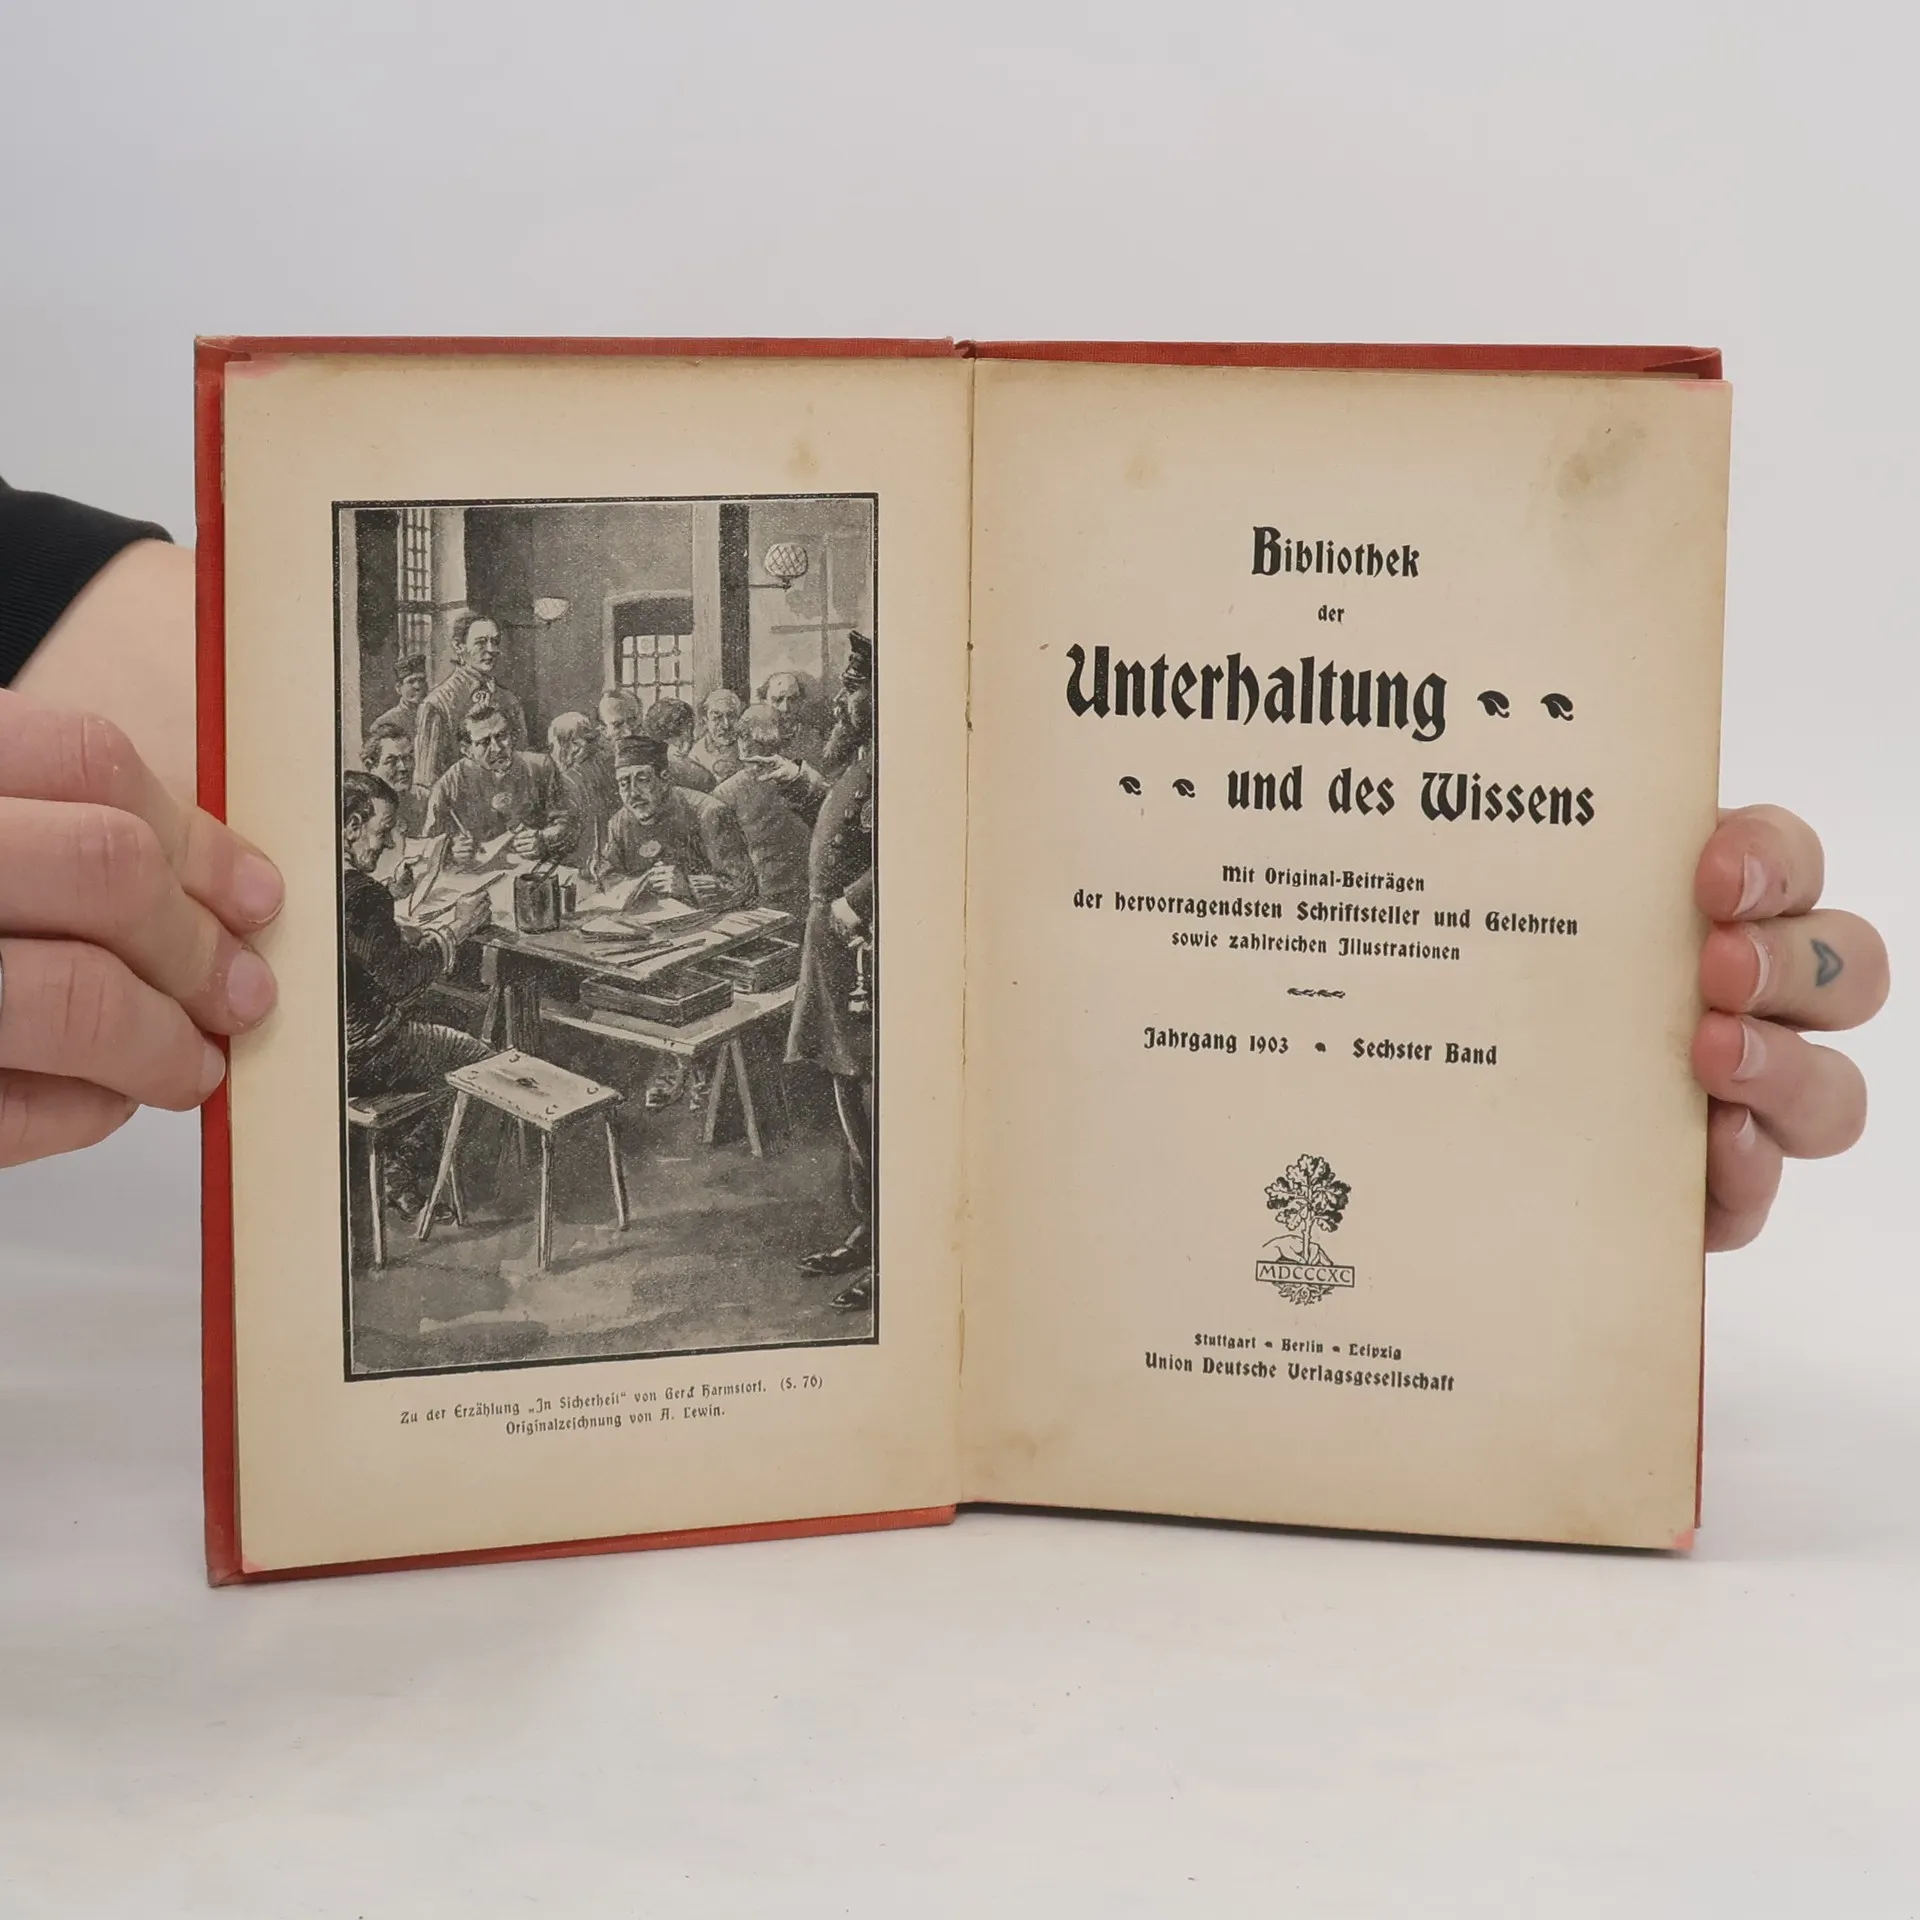 Zu der Erzählung „In Sicherheit“ von Gerd Harmstorf. (S. 76)
Originalzeichnung von A. Lewin.
Bibliothek
der
Unterhaltung
und des Wissens
Mit Original-Beiträgen
der hervorragendsten Schriftsteller und Gelehrten
sowie zahlreichen Illustrationen
Jahrgang 1903 • Sechster Band
MDCCCXC
Stuttgart • Berlin • Leipzig
Union Deutsche Verlagsgesellschaft